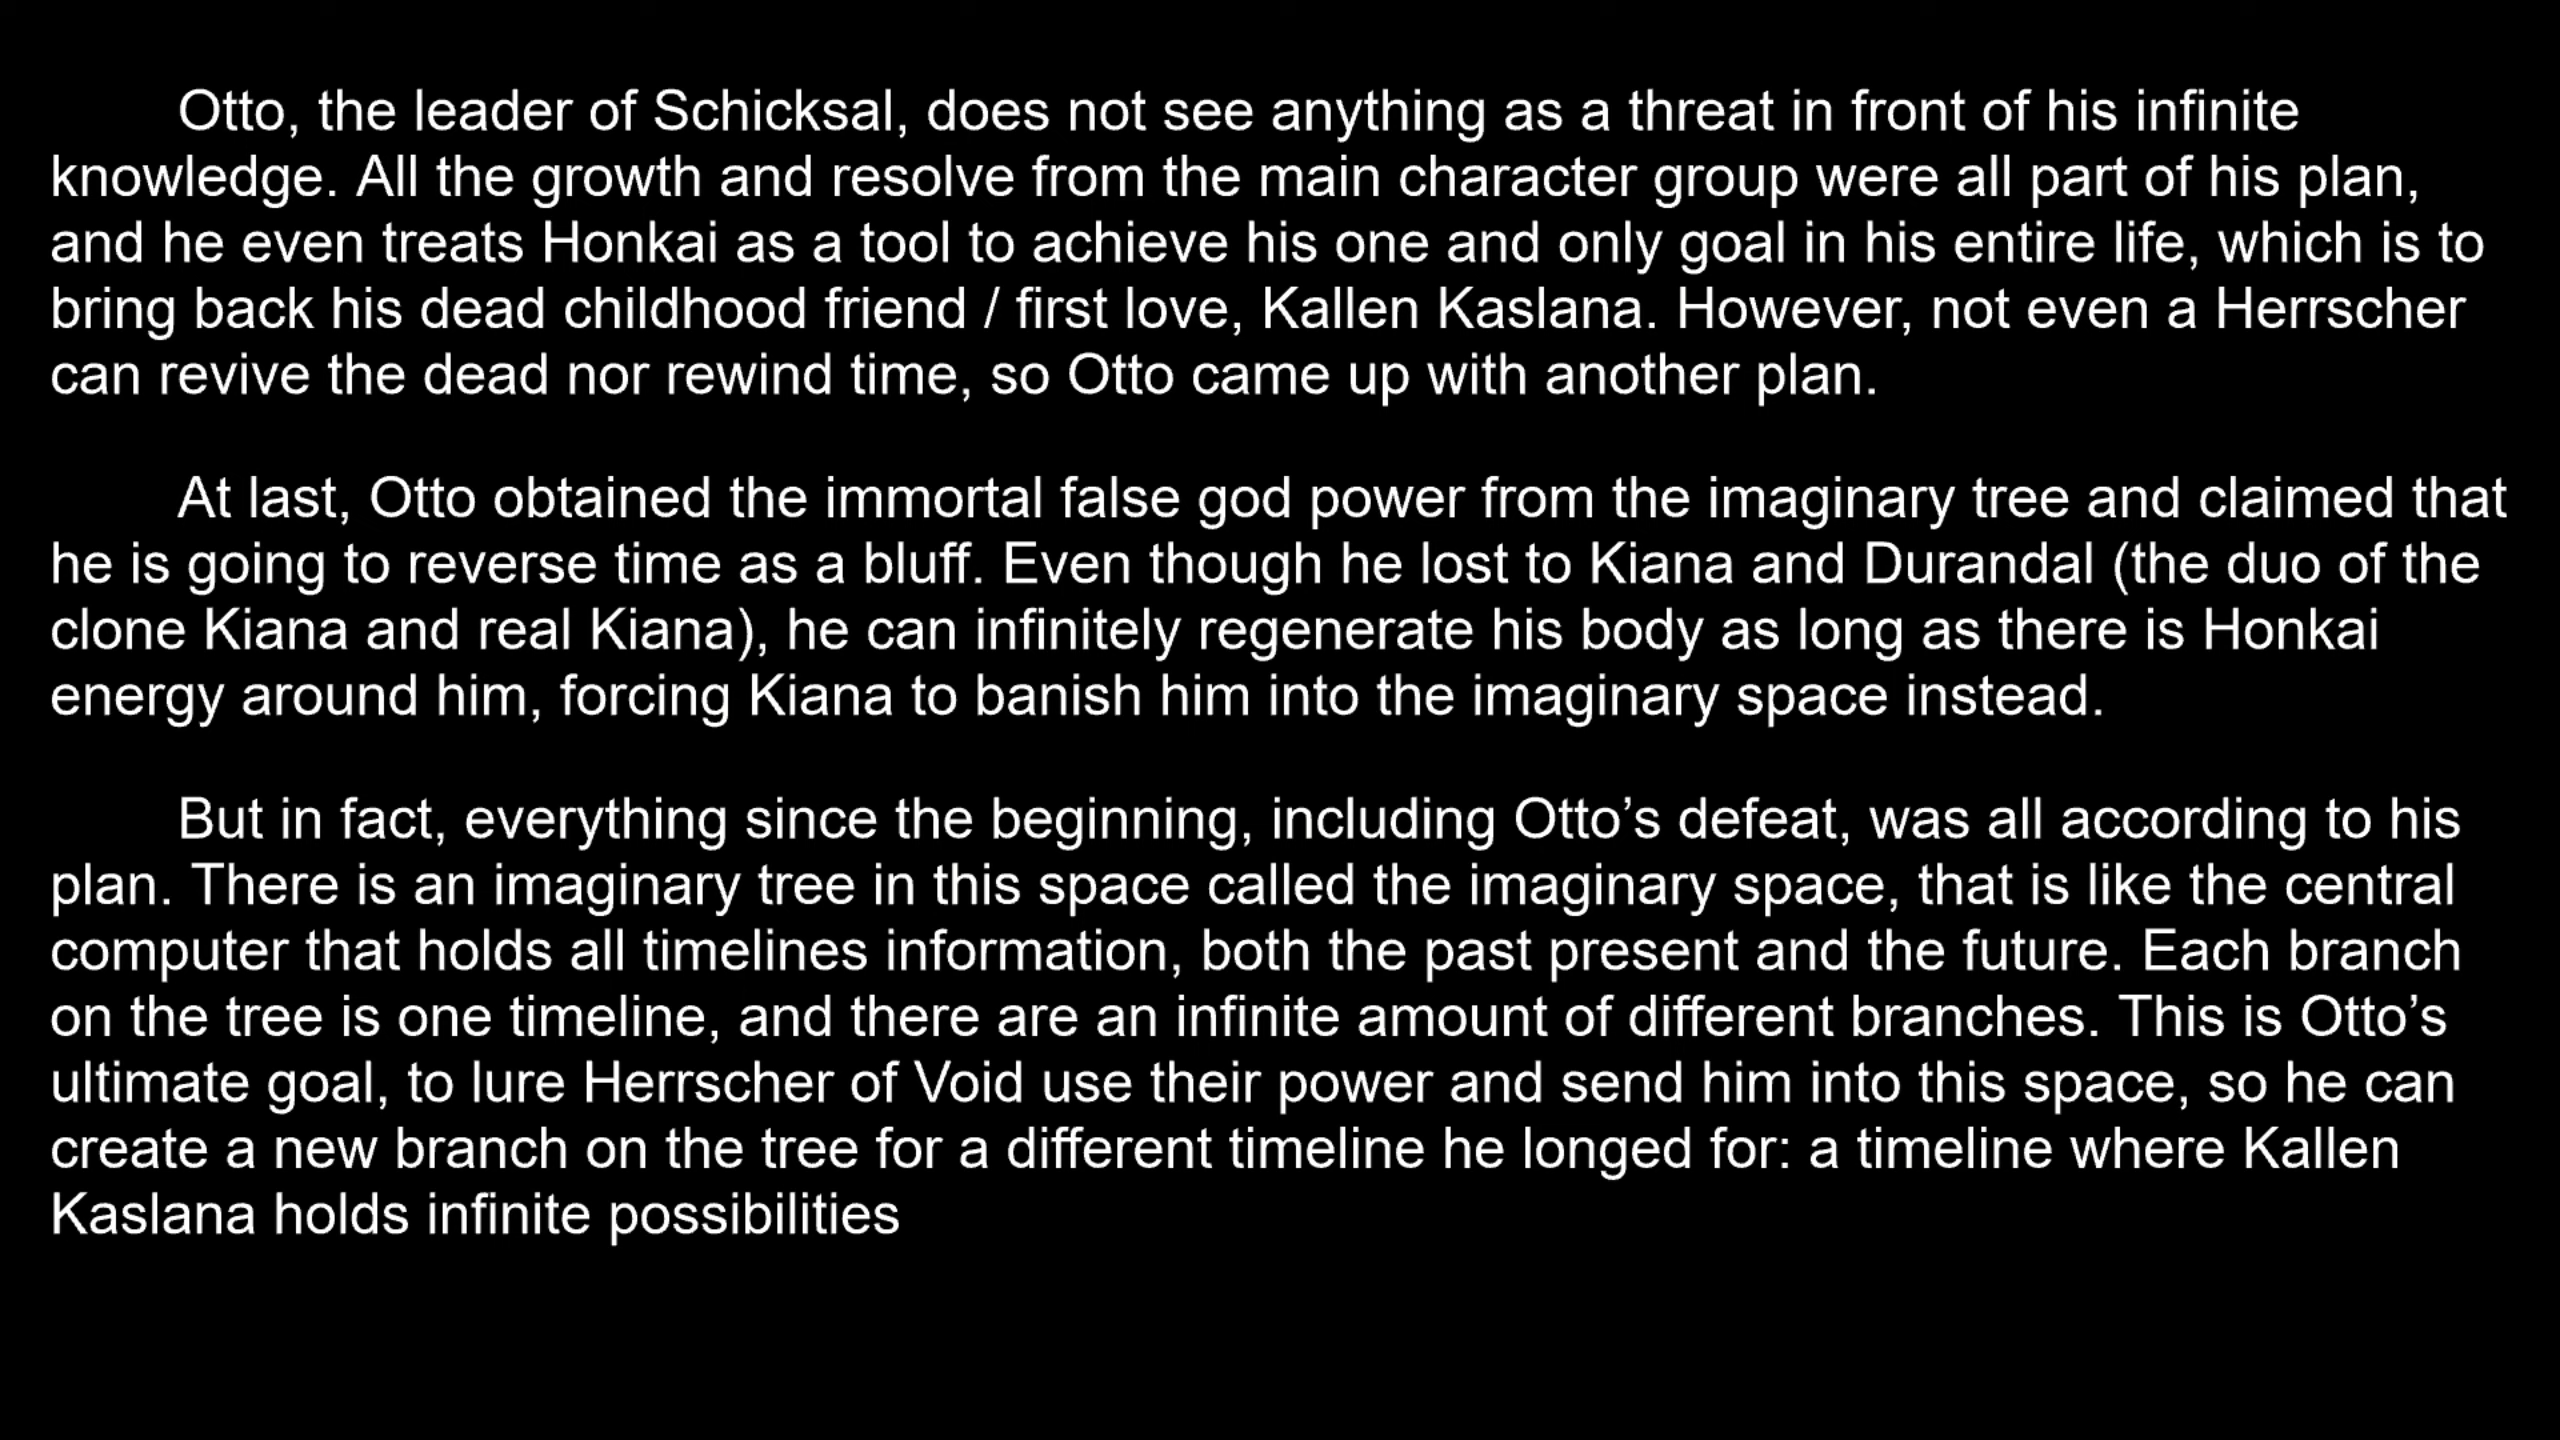 Otto, the leader of Schicksal, does not see anything as a threat in front of his infinite
knowledge. All the growth and resolve from the main character group were all part of his plan,
and he even treats Honkai as a tool to achieve his one and only goal in his entire life, which is to
bring back his dead childhood friend / first love, Kallen Kaslana. However, not even a Herrscher
can revive the dead nor rewind time, so Otto came up with another plan.
At last, Otto obtained the immortal false god power from the imaginary tree and claimed that
he is going to reverse time as a bluff. Even though he lost to Kiana and Durandal (the duo of the
clone Kiana and real Kiana), he can infinitely regenerate his body as long as there is Honkai
energy around him, forcing Kiana to banish him into the imaginary space instead.
But in fact, everything since the beginning, including Otto’s defeat, was all according to his
plan. There is an imaginary tree in this space called the imaginary space, that is like the central
computer that holds all timelines information, both the past present and the future. Each branch
on the tree is one timeline, and there are an infinite amount of different branches. This is Otto’s
ultimate goal, to lure Herrscher of Void use their power and send him into this space, so he can
create a new branch on the tree for a different timeline he longed for: a timeline where Kallen
Kaslana holds infinite possibilities